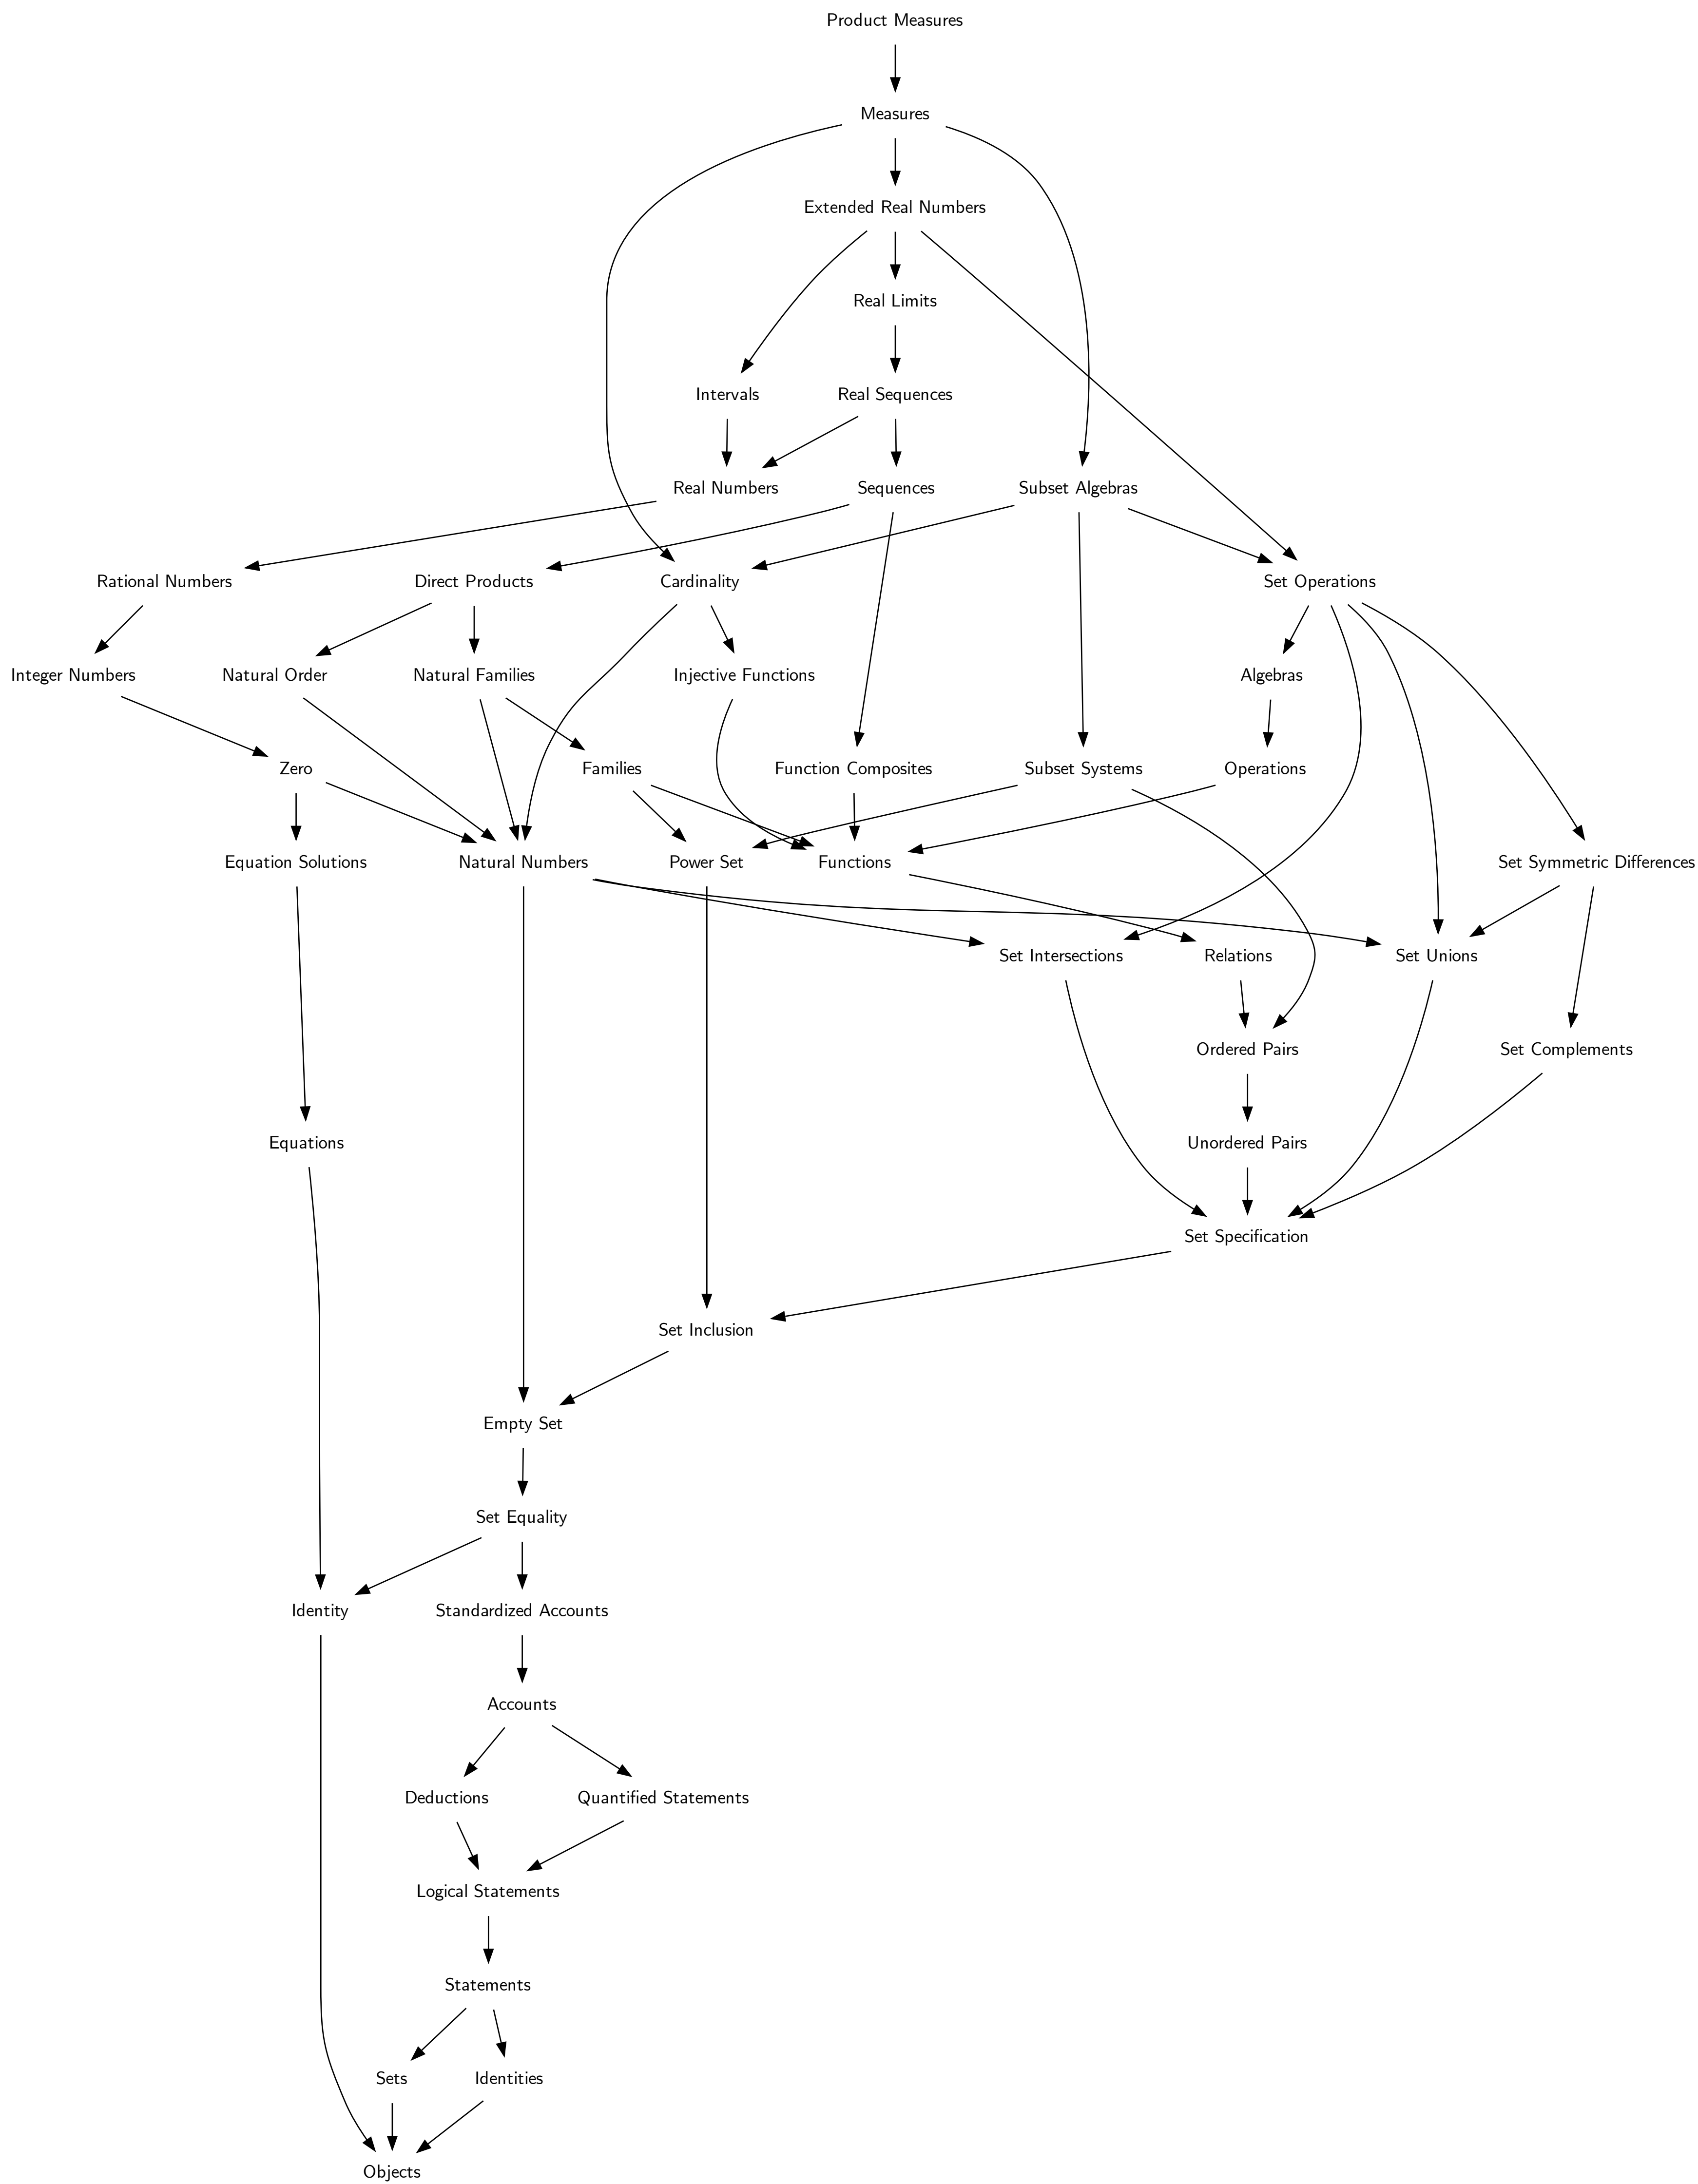 Product Measures
Measures
Extended Real Numbers
Real Limits
Intervals
Real Sequences
Real Numbers
Sequences
Subset Algebras
Rational Numbers
Direct Products
Cardinality
Set Operations
Integer Numbers
Natural Order
Natural Families
Injective Functions
Algebras
Zero
Families
Function Composites
Subset Systems
Operations
Equation Solutions
Natural Numbers
Power Set
Functions
Set Symmetric Differences
Set Intersections
Relations
Set Unions
Ordered Pairs
Set Complements
Equations
Unordered Pairs
Set Specification
Set Inclusion
Empty Set
Set Equality
Identity
Standardized Accounts
Accounts
Deductions
Quantified Statements
Logical Statements
Statements
Sets
Identities
Objects